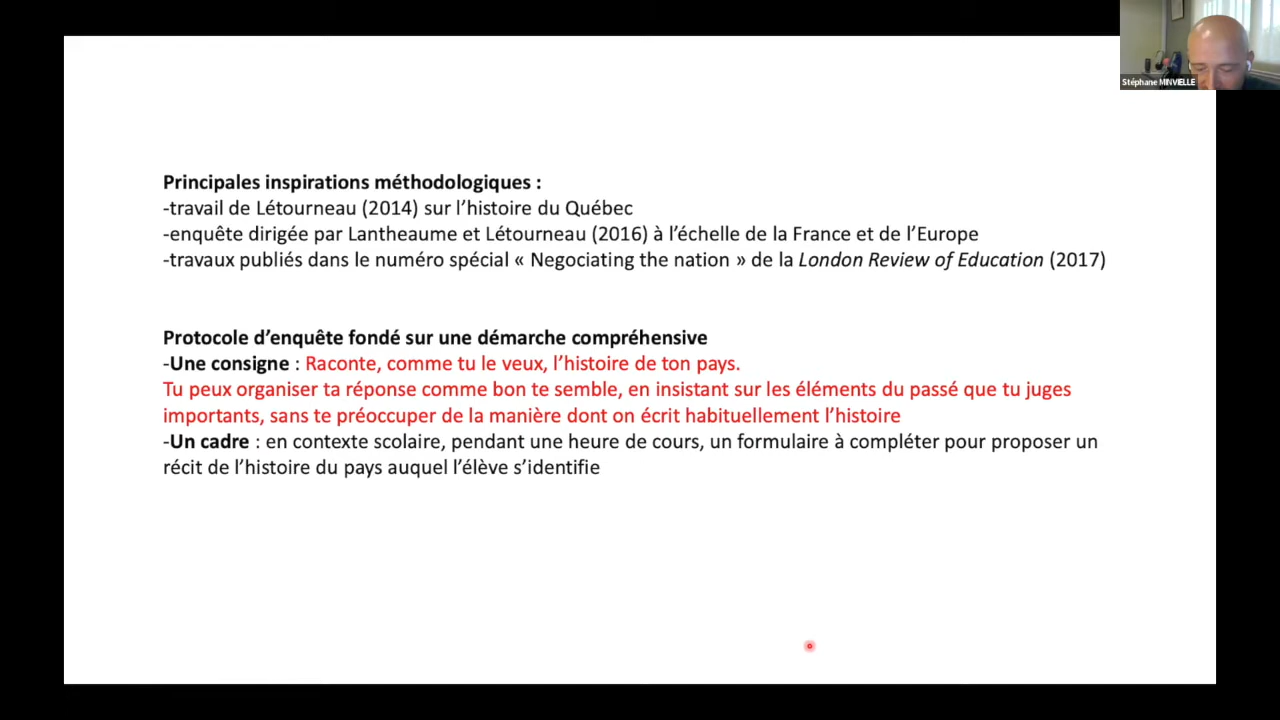 Stéphane MINVIELLE
Principales inspirations méthodologiques :
-travail de Létourneau (2014) sur l’histoire du Québec
-enquête dirigée par Lantheaume et Létourneau (2016) à l’échelle de la France et de l’Europe
-travaux publiés dans le numéro spécial « Negociating the nation » de la London Review of Education (2017)
Protocole d’enquête fondé sur une démarche compréhensive
-Une consigne : Raconte, comme tu le veux, l’histoire de ton pays.
Tu peux organiser ta réponse comme bon te semble, en insistant sur les éléments du passé que tu juges
importants, sans te préoccuper de la manière dont on écrit habituellement l’histoire
-Un cadre : en contexte scolaire, pendant une heure de cours, un formulaire à compléter pour proposer un
récit de l’histoire du pays auquel l’élève s’identifie